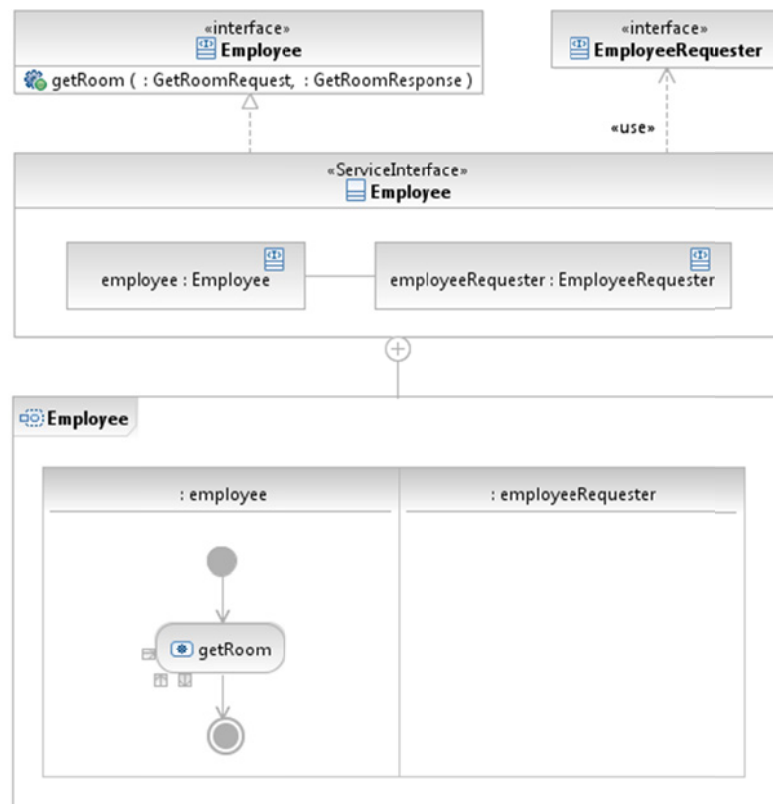 «interface»
Employee
getRoom ( : GetRoomRequest, : GetRoomResponse )
«interface»
EmployeeRequester
«use»
«ServiceInterface»
Employee
employee : Employee
employeeRequester : EmployeeRequester
Employee
: employee
: employeeRequester
getRoom